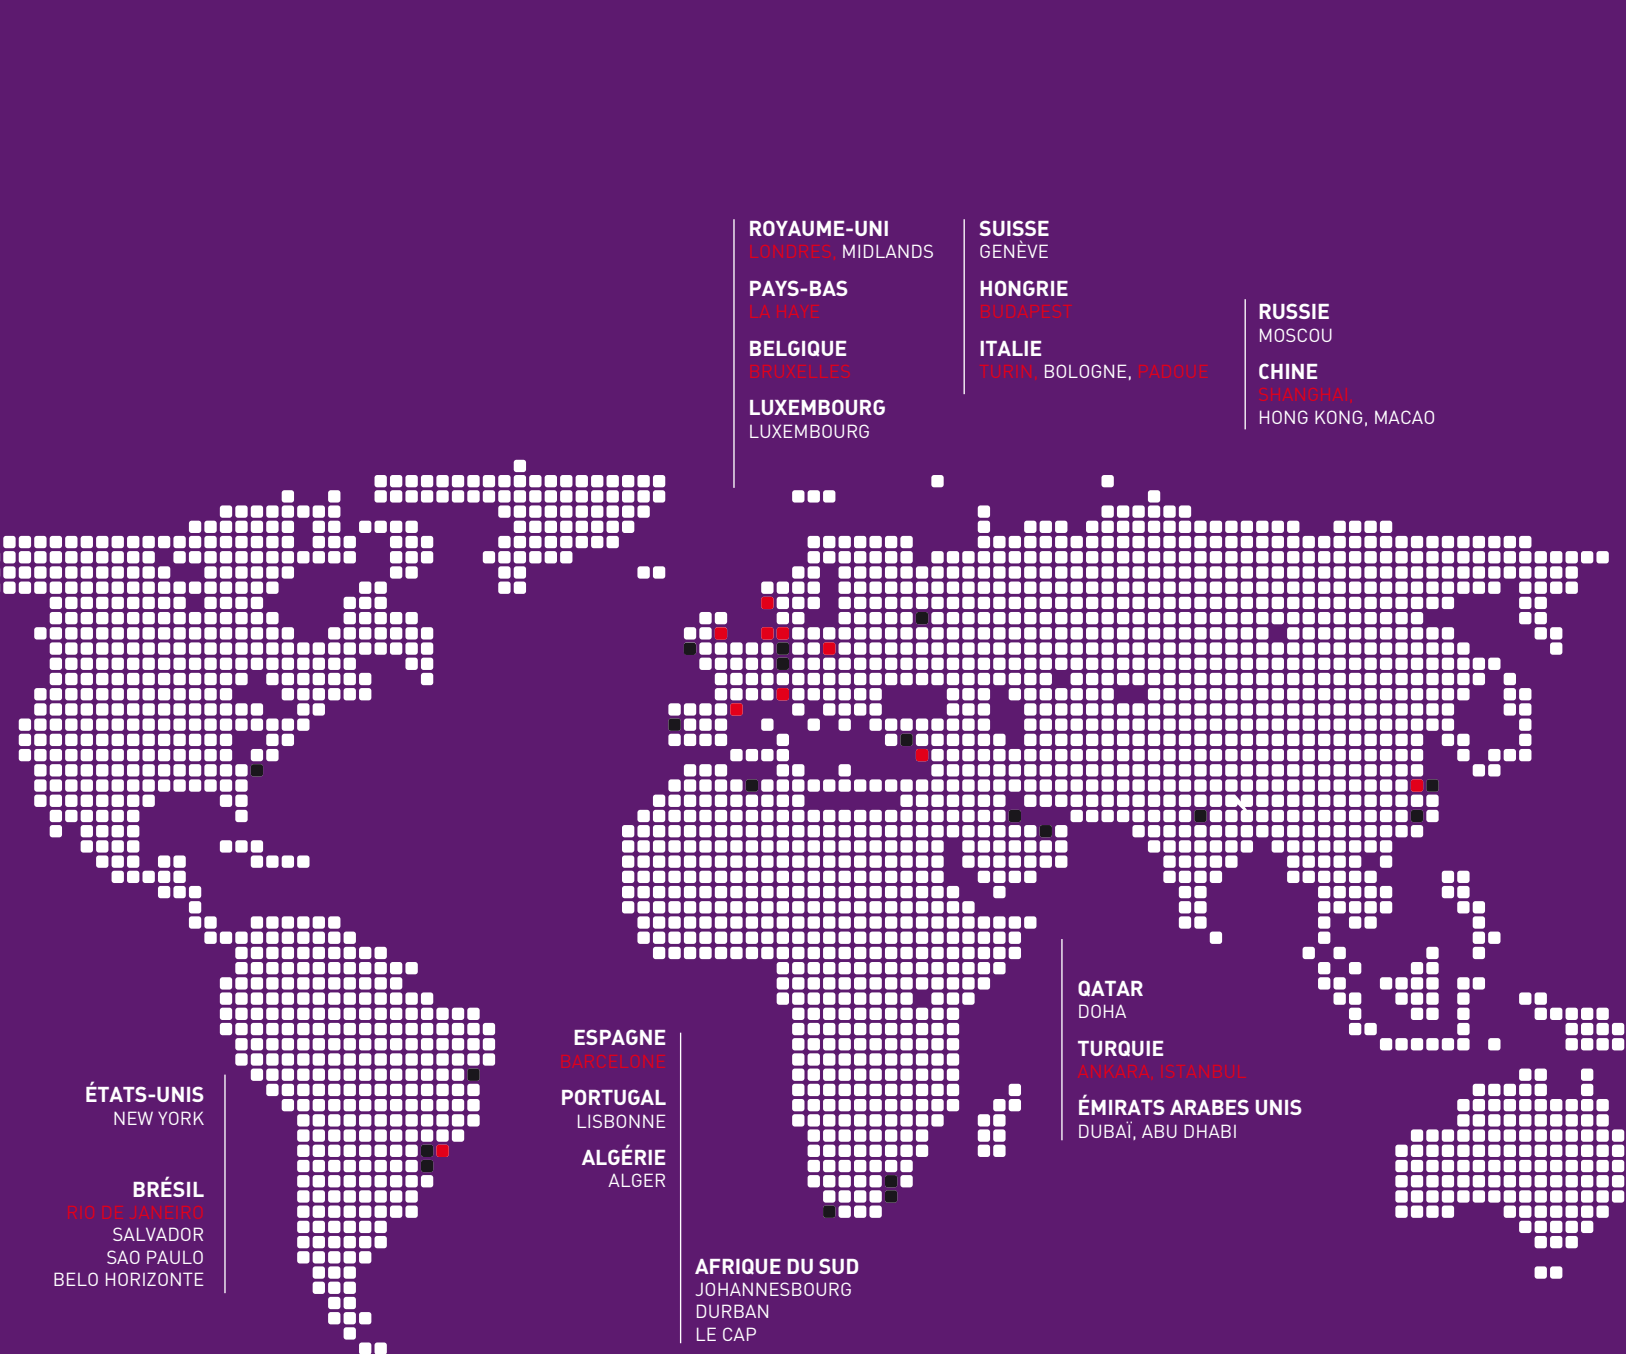 ROYAUME-UNI
LONDRES, MIDLANDS
PAYS-BAS
LA HAYE
BELGIQUE
BRUXELLES
LUXEMBOURG
LUXEMBOURG
SUISSE
GENÈVE
HONGRIE
BUDAPEST
ITALIE
TURIN, BOLOGNE, PADOUE
RUSSIE
MOSCOU
CHINE
SHANGHAI,
HONG KONG, MACAO
ÉTATS-UNIS
NEW YORK
BRÉSIL
RIO DE JANEIRO
SALVADOR
SAO PAULO
BELO HORIZONTE
ESPAGNE
BARCELONE
PORTUGAL
LISBONNE
ALGÉRIE
ALGER
AFRIQUE DU SUD
JOHANNESBOURG
DURBAN
LE CAP
QATAR
DOHA
TURQUIE
ANKARA, ISTANBUL
ÉMIRATS ARABES UNIS
DUBAÏ, ABU DHABI